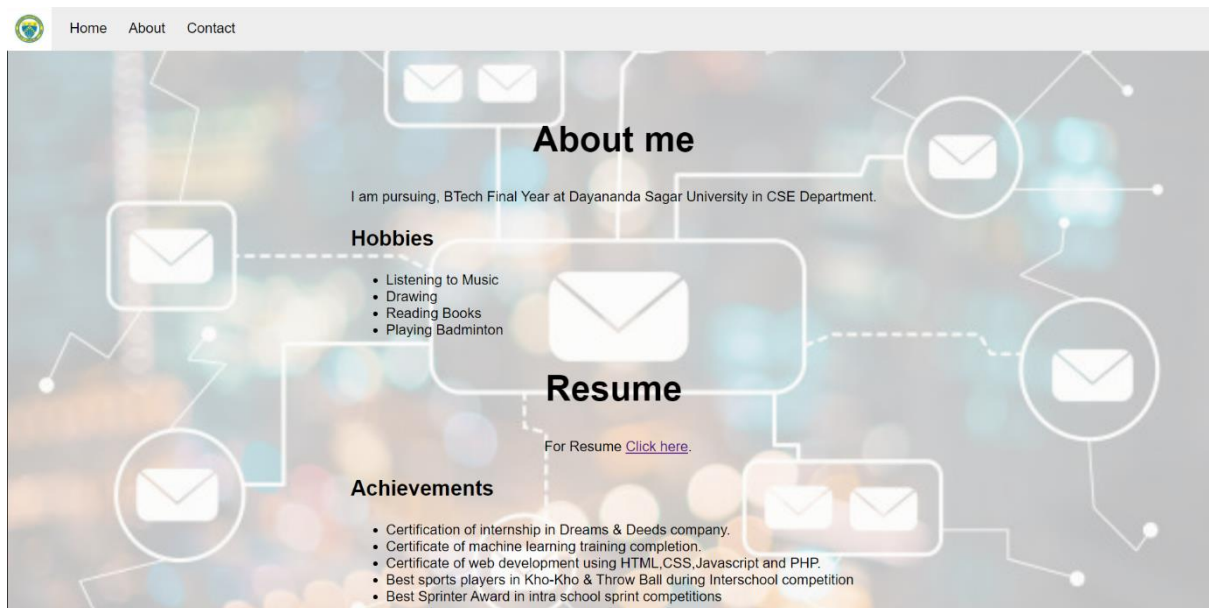 Home About Contact
About me
I am pursuing, BTech Final Year at Dayananda Sagar University in CSE Department.
Hobbies
• Listening to Music
• Drawing
• Reading Books
• Playing Badminton
Resume
For Resume Click here.
Achievements
• Certification of internship in Dreams & Deeds company.
• Certificate of machine learning training completion.
• Certificate of web development using HTML,CSS,Javascript and PHP.
• Best sports players in Kho-Kho & Throw Ball during Interschool competition
• Best Sprinter Award in intra school sprint competitions